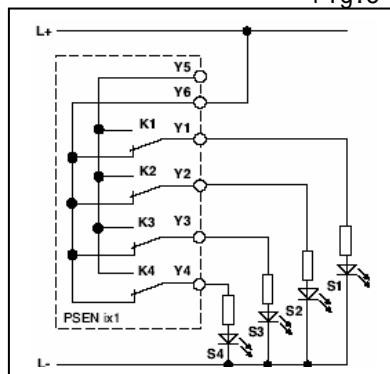 L+
Y5
Y6
K1 Y1
K2 Y2
K3 Y3
K4 Y4
S1
S2
S3
S4
PSEN ix1
L-